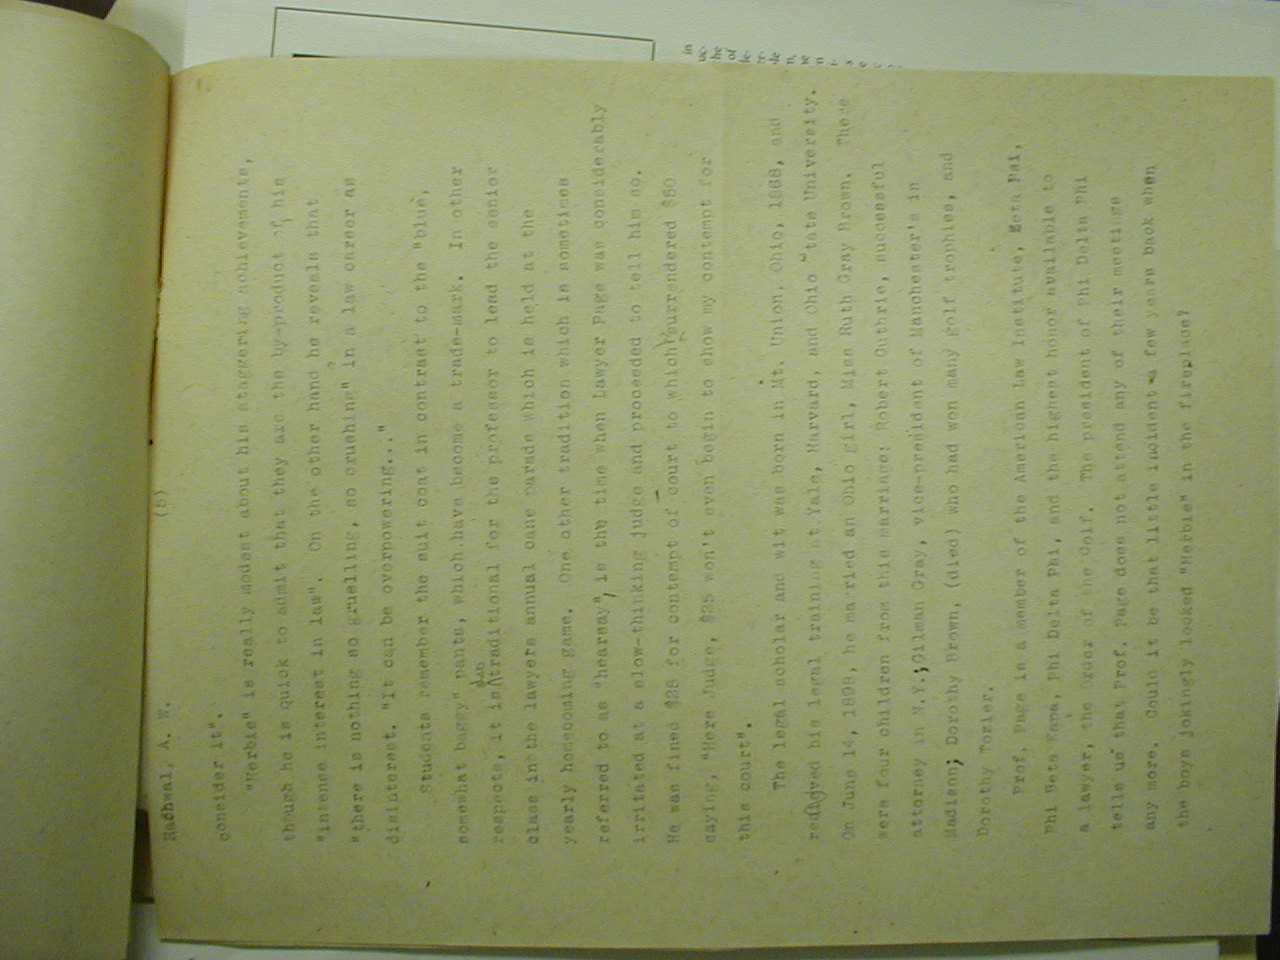 Rachwal, A. W.          (5)
consider it".
"Herbie" is really modest about his staggering achievements,
though he is quick to admit that they are the by-product of his
"intense interest in law". On the other hand he reveals that
"there is nothing so gruelling, so crushing" in a law career as
disinterest. "It can be overpowering..."
Students remember the suit coat in contrast to the "blue,
somewhat baggy" pants, which have become a trade-mark. In other
respects, it is also traditional for the professor to lead the senior
class in the lawyers annual cane parade which is held at the
yearly homecoming game. One other tradition which is sometimes
referred to as "hearsay", is the time when Lawyer Page was considerably
irritated at a slow-thinking judge and proceeded to tell him so.
He was fined $25 for contempt of court to which surrendered $50
saying, "Here Judge, $25 won't even begin to show my contempt for
this court".
The legal scholar and wit was born in Mt. Union, Ohio, 1868, and
received his legal training at Yale, Harvard, and Ohio State University.
On June 14, 1898, he married an Ohio girl, Miss Ruth Gray Brown. There
were four children from this marriage: Robert Guthrie, successful
attorney in N.Y.; Gilman Gray, vice-president of Manchester's in
Madison; Dorothy Brown, (died) who had won many golf trophies, and
Dorothy
Prof. Page is a member of the American Law Institute, Zeta Psi,
Phi Beta Kapa, Phi Delta Phi, and the highest honor avaiable to
a lawyer, the Order of the Coif. The president of Phi Delta Phi
tells us that Prof. Page does not attend any of their meetings
any more. Could it be that little incident a few years back when
the boys jokingly looked "Herbie" in the fireplace?